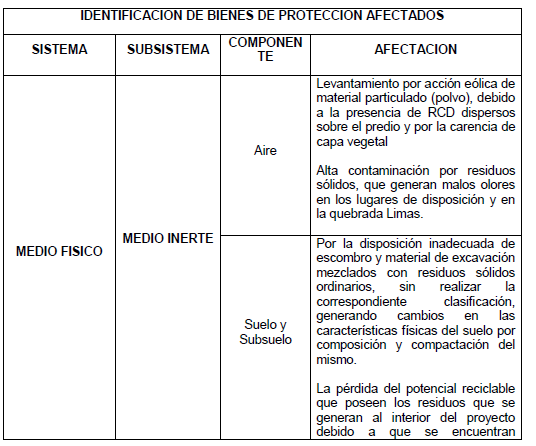 IDENTIFICACION DE BIENES DE PROTECCION AFECTADOS
SISTEMA
SUBSISTEMA
COMPONEN
TE
AFECTACION
MEDIO FISICO
MEDIO INERTE
Aire
Levantamiento por acción eólica de
material particulado (polvo), debido
a la presencia de RCD dispersos
sobre el predio y por la carencia de
capa vegetal
Alta contaminación por residuos
sólidos, que generan malos olores
en los lugares de disposición y en
la quebrada Limas.
Suelo y
Subsuelo
Por la disposición inadecuada de
escombro y material de excavación
mezclados con residuos sólidos
ordinarios, sin realizar la
correspondiente clasificación,
generando cambios en las
características físicas del suelo por
composición y compactación del
mismo.
La pérdida del potencial reciclable
que poseen los residuos que se
generan al interior del proyecto
debido a que se encuentran